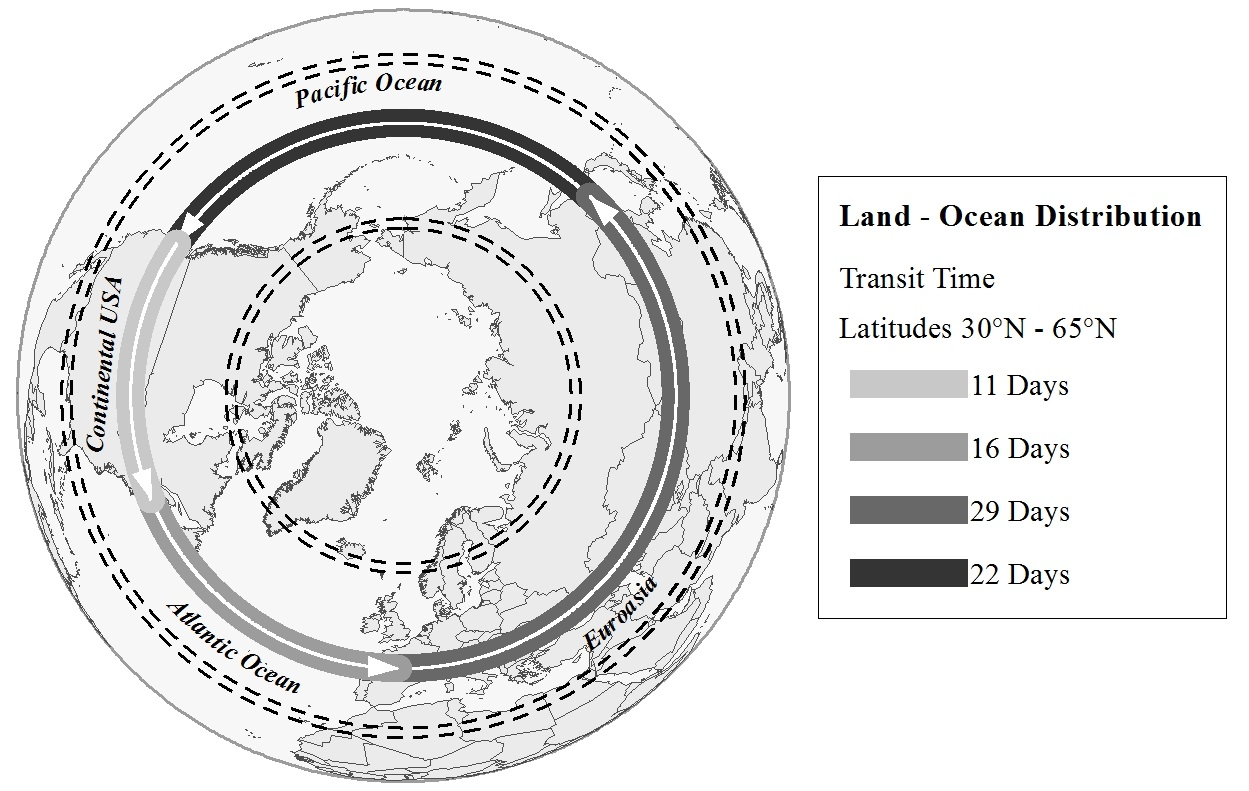 Pacific Ocean
Continental USA
Atlantic Ocean
Euroasia
Land - Ocean Distribution
Transit Time
Latitudes 30°N - 65°N
11 Days
16 Days
29 Days
22 Days